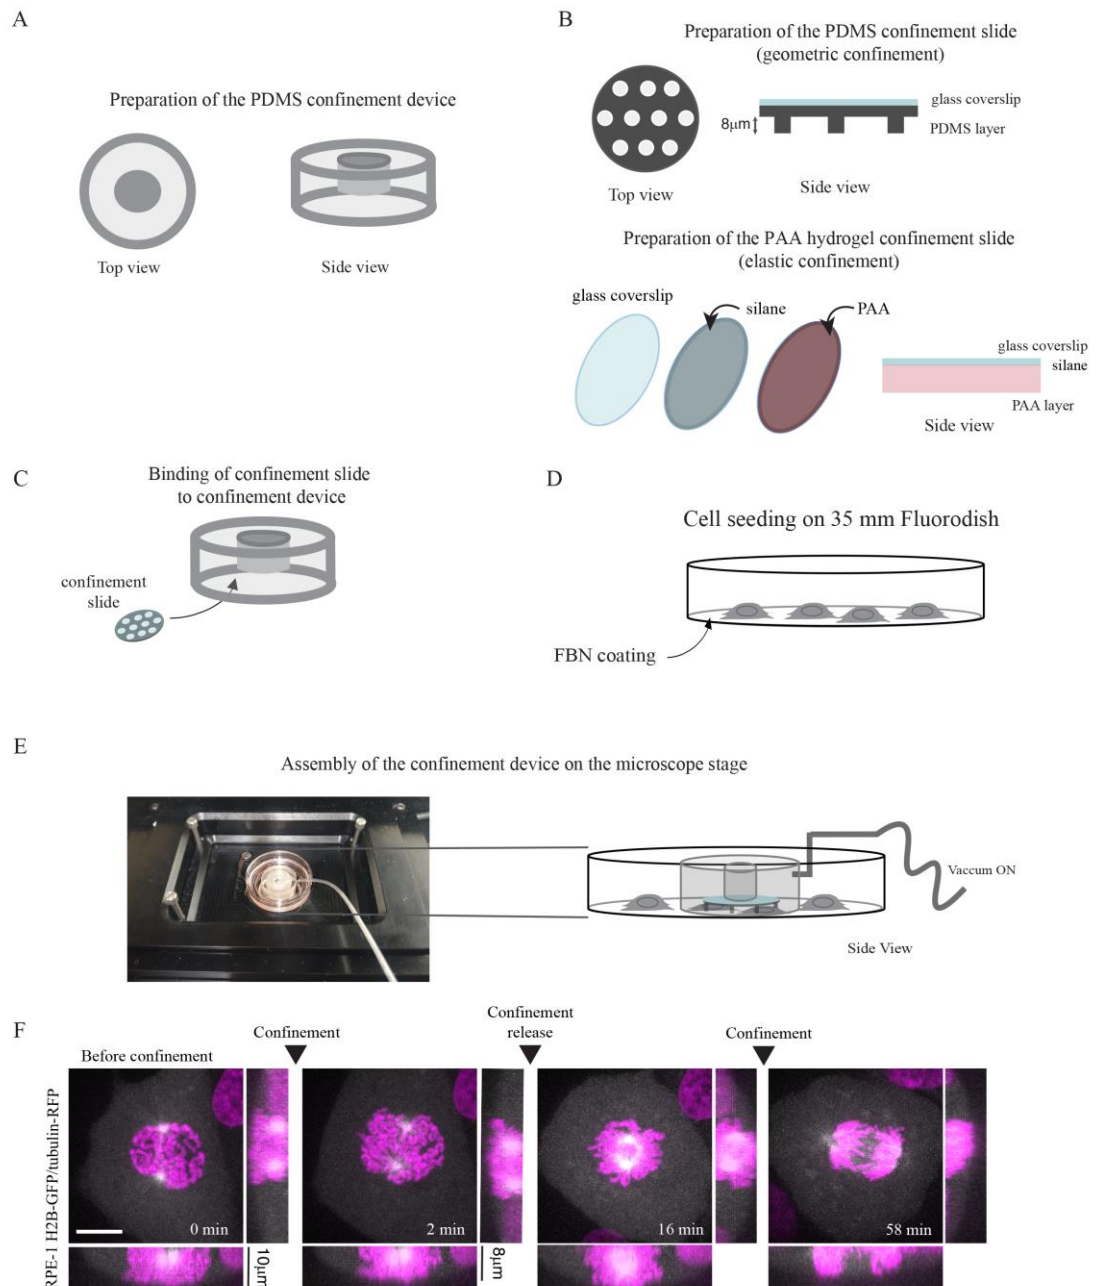 A
Preparation of the PDMS confinement device
Top view
Side view
B
Preparation of the PDMS confinement slide
(geometric confinement)
glass coverslip
8μm
PDMS layer
Top view
Side view
Preparation of the PAA hydrogel confinement slide
(elastic confinement)
glass coverslip
silane
PAA
glass coverslip
silane
PAA layer
Side view
C
Binding of confinement slide
to confinement device
confinement
slide
D
Cell seeding on 35 mm Fluorodish
FBN coating
E
Assembly of the confinement device on the microscope stage
Vaccum ON
Side View
F
Before confinement
Confinement
Confinement
release
Confinement
RPE-1 H2B-GFP/tubulin-RFP
0 min
2 min
16 min
58 min
10μm
8μm